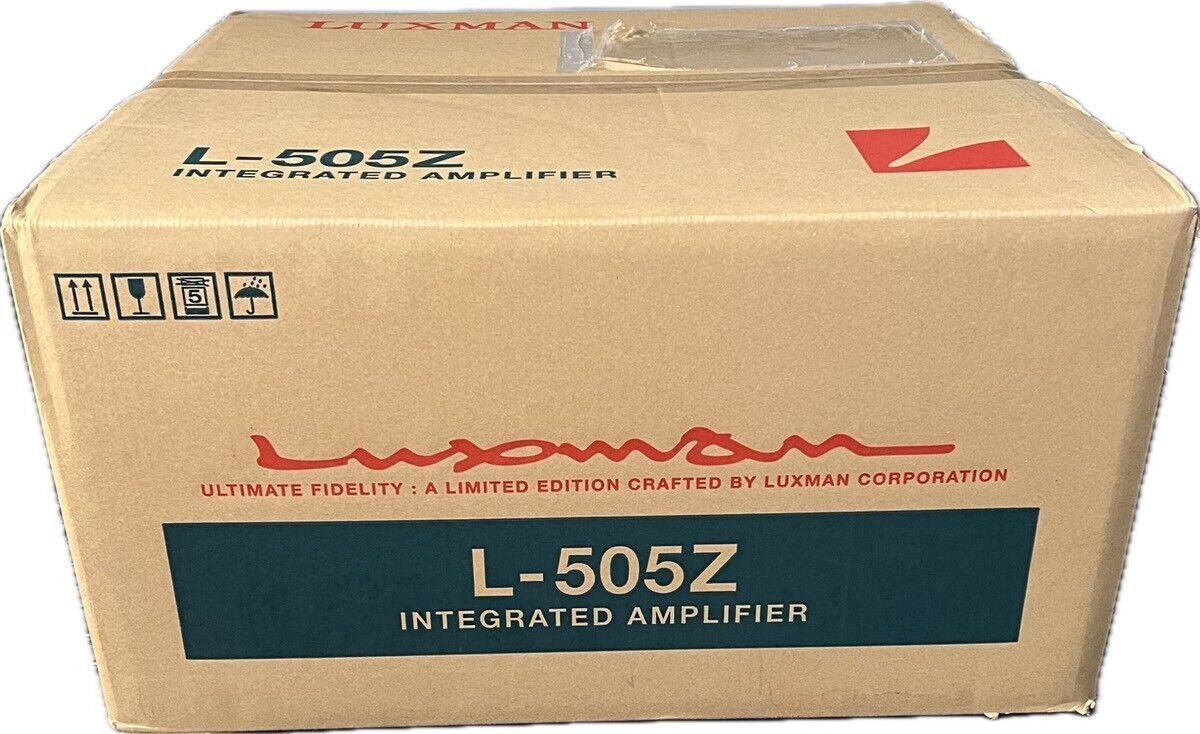 LUXMAN
L-505Z
INTEGRATED AMPLIFIER
5
Luxman
ULTIMATE FIDELITY : A LIMITED EDITION CRAFTED BY LUXMAN CORPORATION
L-505Z
INTEGRATED AMPLIFIER